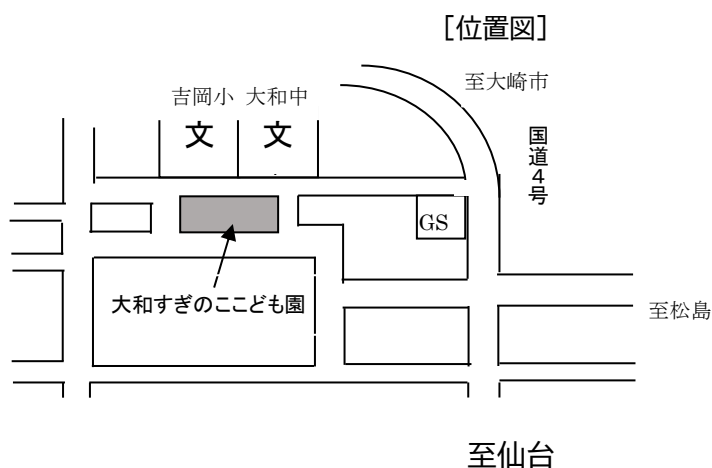 [位置図]
至大崎市
吉岡小 大和中
文 文
国道4号
GS
大和すぎのここども園
至松島
至仙台